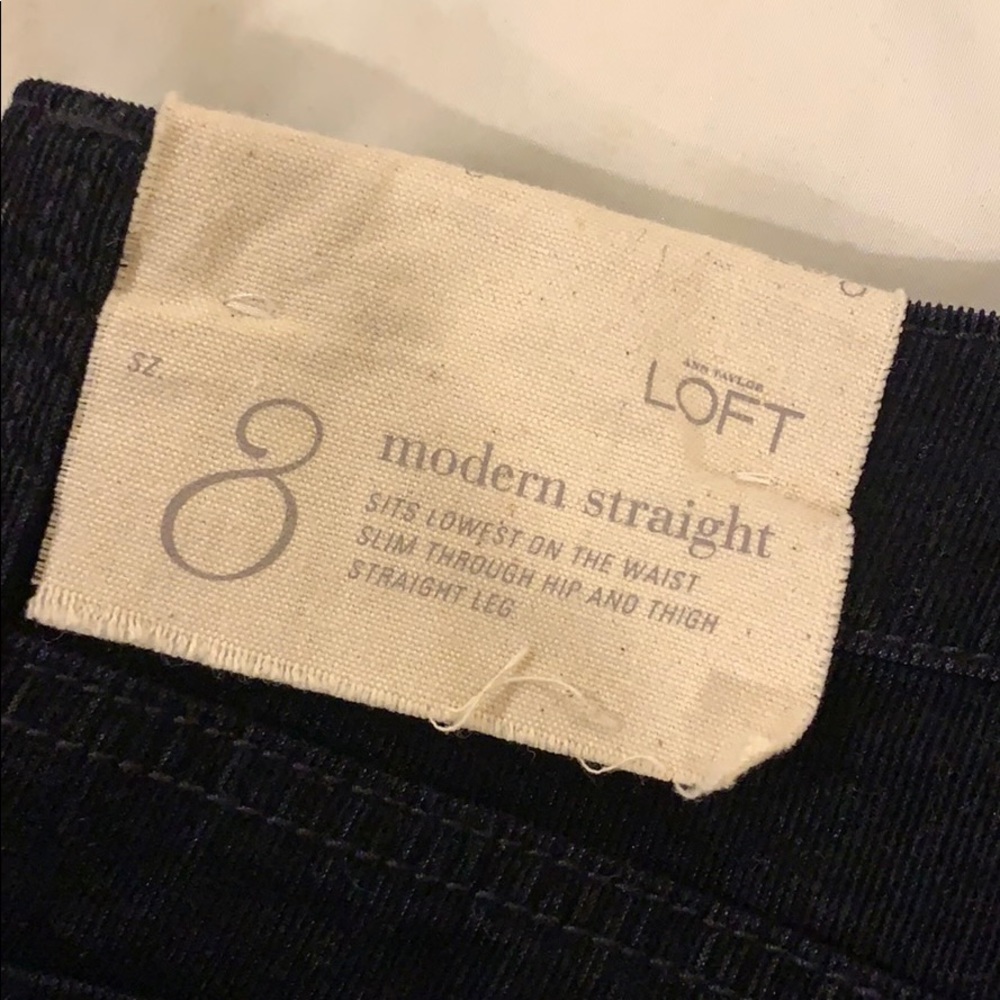 SZ.
8
ANN TAYLOR
LOFT
modern straight
SITS LOWEST ON THE WAIST
SLIM THROUGH HIP AND THIGH
STRAIGHT LEG